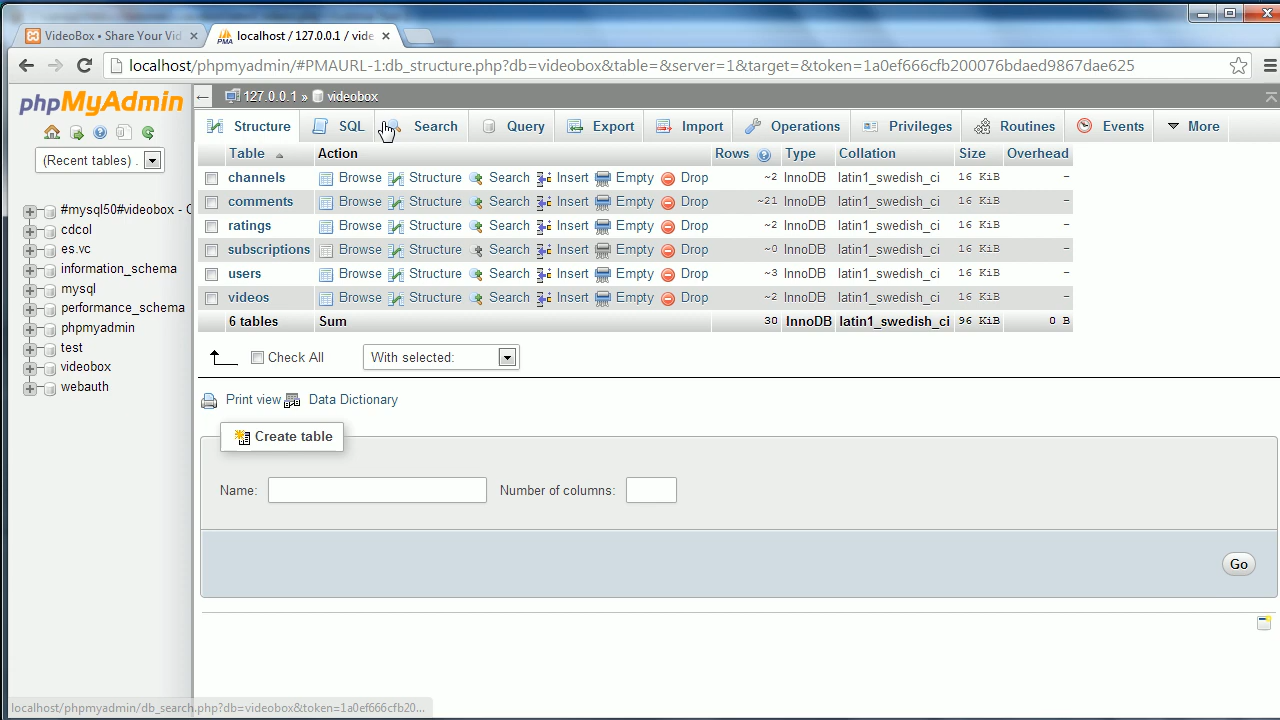 VideoBox • Share Your Vid
localhost / 127.0.0.1 / vide
localhost/phpmyadmin/#PMAURL-1:db_structure.php?db=videobox&table=&server=1&target=&token=1a0ef666cfb200076bdaed9867dae625
phpMyAdmin
(Recent tables) .
#mysql50#videobox - C
cdcol
es.vc
information_schema
mysql
performance_schema
phpmyadmin
test
videobox
webauth
127.0.0.1 » videobox
Structure SQL Search Query Export Import Operations Privileges Routines Events More
Table Action Rows Type Collation Size Overhead
channels Browse Structure Search Insert Empty Drop ~2 InnoDB latin1_swedish_ci 16 KiB -
comments Browse Structure Search Insert Empty Drop ~21 InnoDB latin1_swedish_ci 16 KiB -
ratings Browse Structure Search Insert Empty Drop ~2 InnoDB latin1_swedish_ci 16 KiB -
subscriptions Browse Structure Search Insert Empty Drop ~0 InnoDB latin1_swedish_ci 16 KiB -
users Browse Structure Search Insert Empty Drop ~3 InnoDB latin1_swedish_ci 16 KiB -
videos Browse Structure Search Insert Empty Drop ~2 InnoDB latin1_swedish_ci 16 KiB -
6 tables Sum 30 InnoDB latin1_swedish_ci 96 KiB 0 B
Check All With selected:
Print view Data Dictionary
Create table
Name: Number of columns:
Go
localhost/phpmyadmin/db_search.php?db=videobox&token=1a0ef666cfb20...